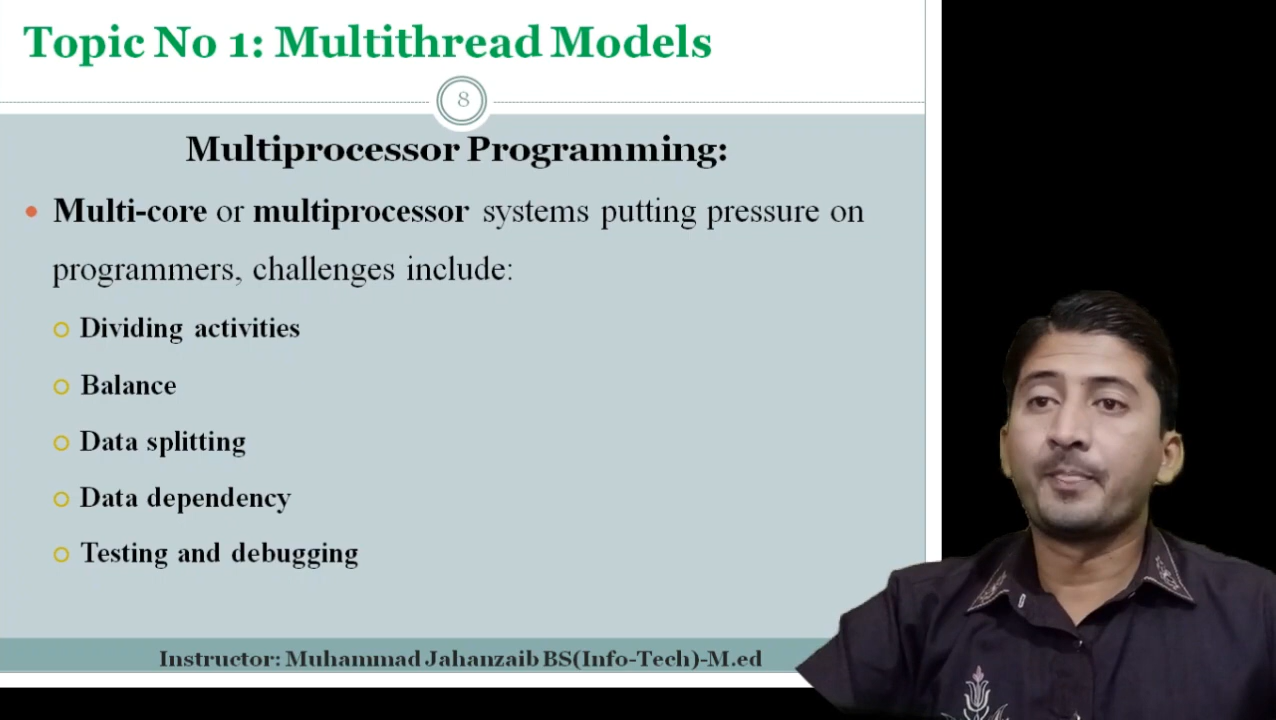 Topic No 1: Multithread Models
8
Multiprocessor Programming:
Multi-core or multiprocessor systems putting pressure on
programmers, challenges include:
Dividing activities
Balance
Data splitting
Data dependency
Testing and debugging
Instructor: Muhammad Jahanzaib BS(Info-Tech)-M.ed